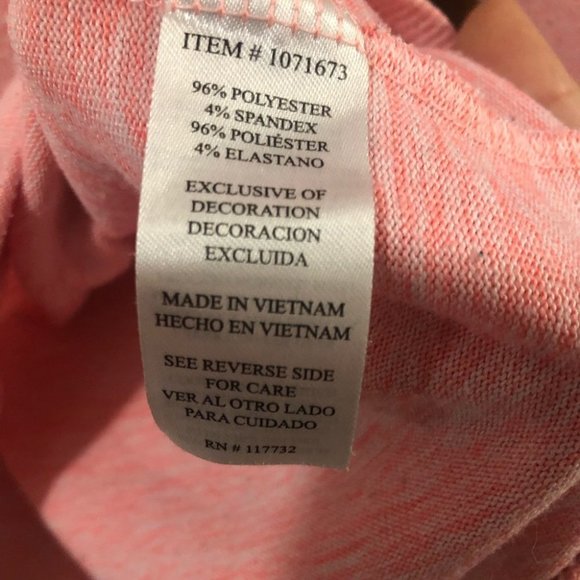 ITEM # 1071673
96% POLYESTER
4% SPANDEX
96% POLIÉSTER
4% ELASTANO
EXCLUSIVE OF
DECORATION
DECORACION
EXCLUIDA
MADE IN VIETNAM
HECHO EN VIETNAM
SEE REVERSE SIDE
FOR CARE
VER AL OTRO LADO
PARA CUIDADO
RN # 117732